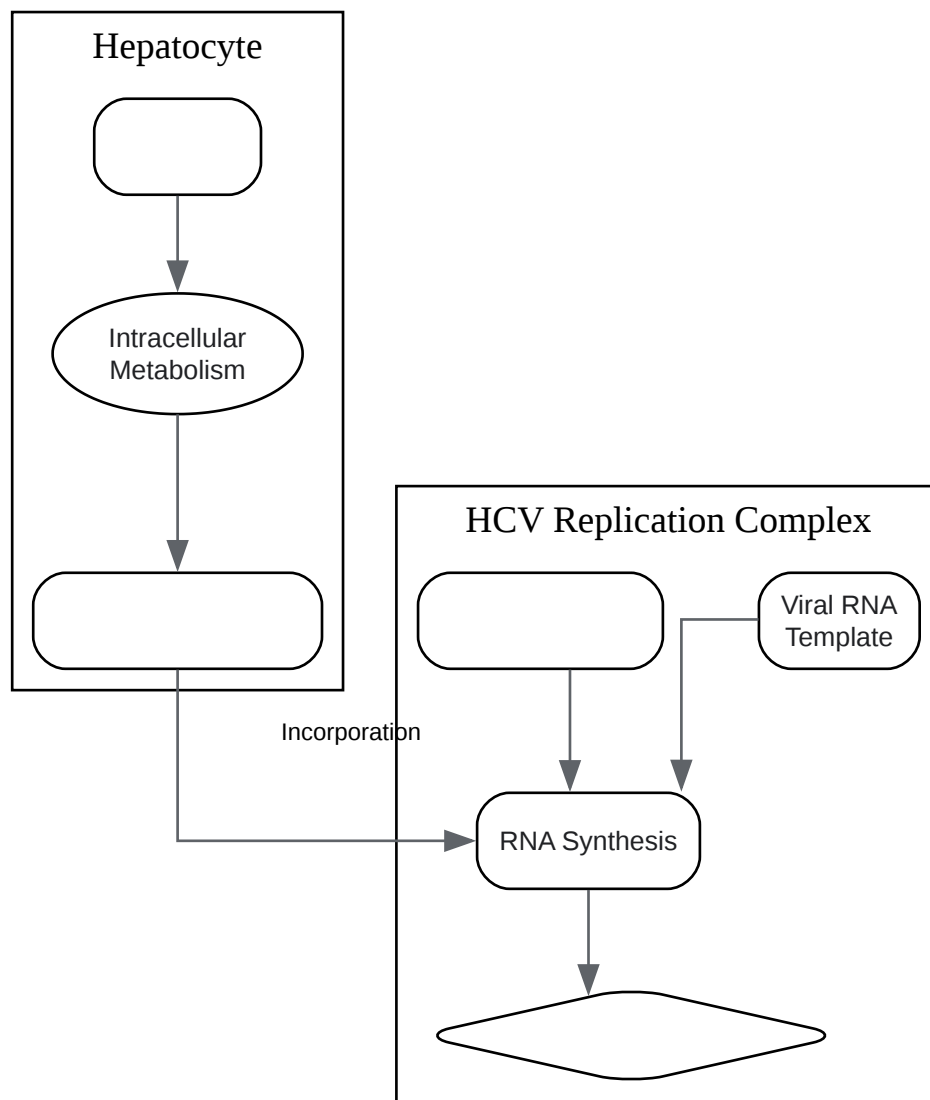 Hepatocyte
Intracellular
Metabolism
HCV Replication Complex
Viral RNA
Template
Incorporation
RNA Synthesis